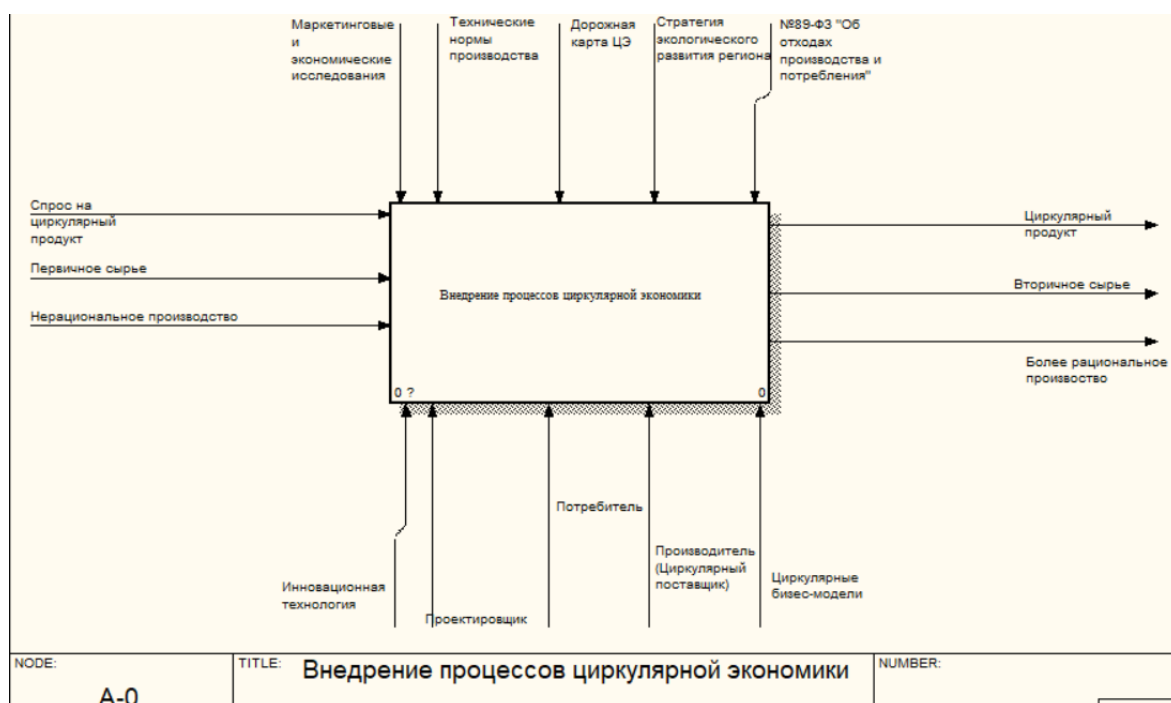 Маркетинговые
и
экономические
исследования
Технические
нормы
производства
Дорожная
карта ЦЭ
Стратегия
экологического
развития региона
№89-ФЗ "Об
отходах
производства и
потребления"
Спрос на
циркулярный
продукт
Первичное сырье
Нерациональное производство
Внедрение процессов циркулярной экономики
0 ?
0
Циркулярный
продукт
Вторичное сырье
Более рациональное
произвоство
Инновационная
технология
Проектировщик
Потребитель
Производитель
(Циркулярный
поставщик)
Циркулярные
бизес-модели
NODE:
A-0
TITLE:
Внедрение процессов циркулярной экономики
NUMBER: